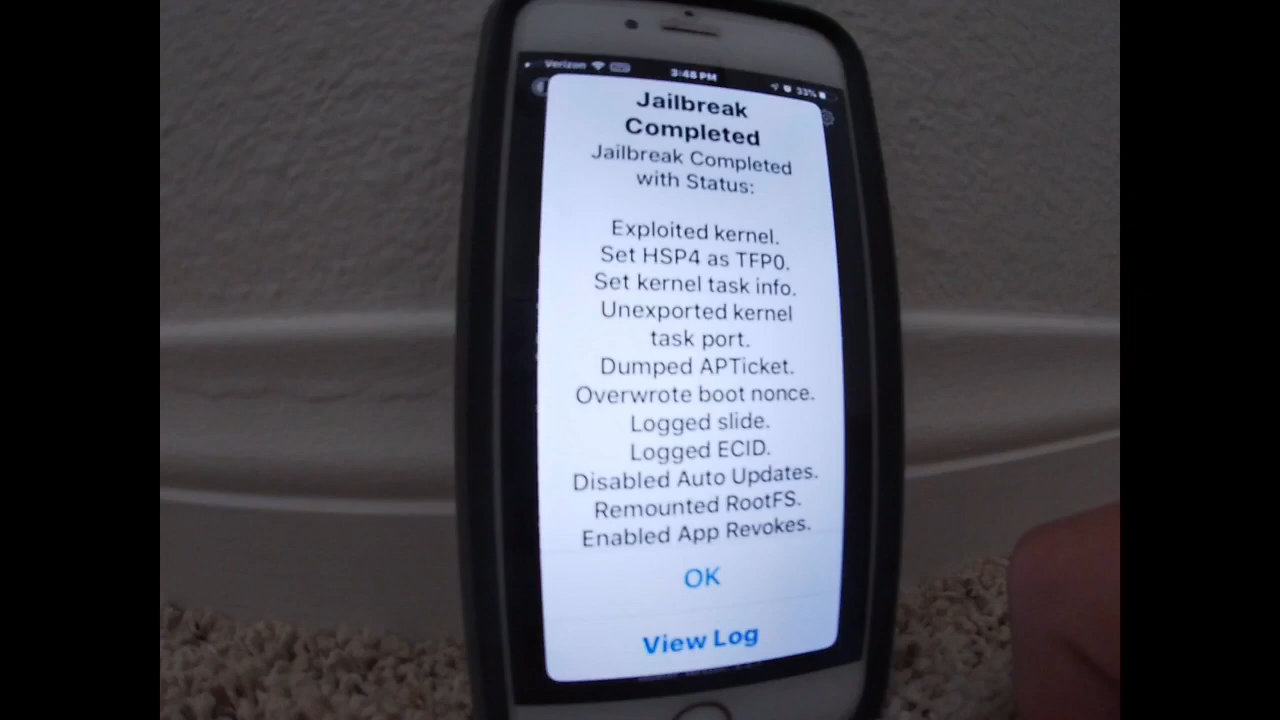 Verizon
3:48 PM
33%
Jailbreak
Completed
Jailbreak Completed
with Status:
Exploited kernel.
Set HSP4 as TFP0.
Set kernel task info.
Unexported kernel
task port.
Dumped APTicket.
Overwrote boot nonce.
Logged slide.
Logged ECID.
Disabled Auto Updates.
Remounted RootFS.
Enabled App Revokes.
OK
View Log